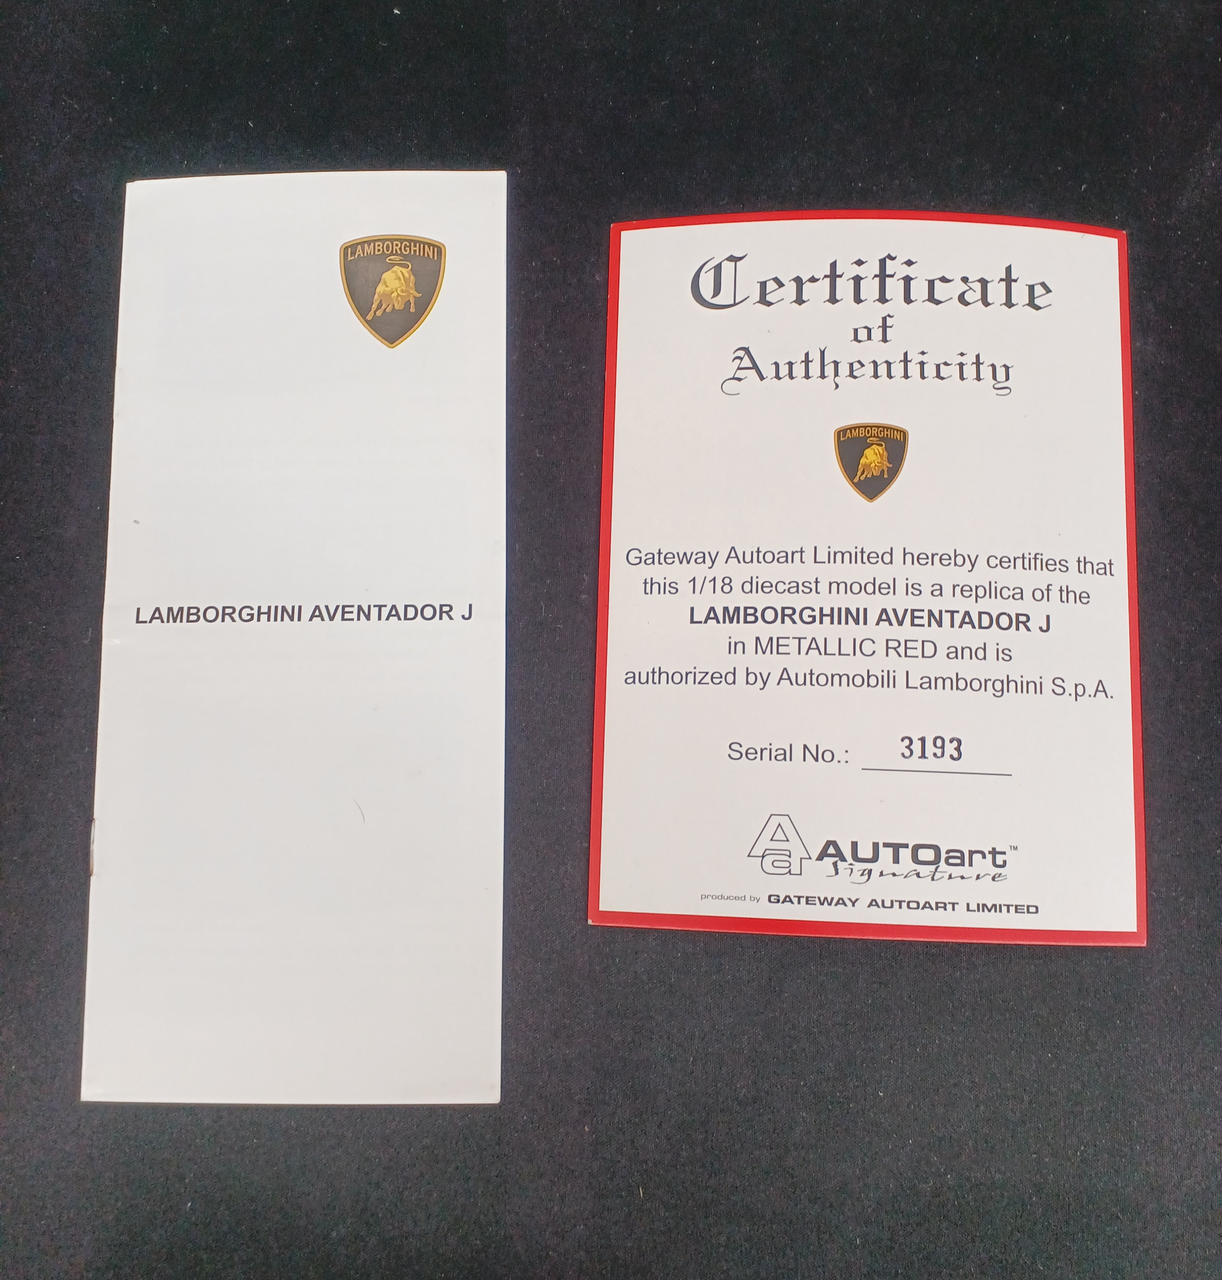 LAMBORGHINI
LAMBORGHINI AVENTADOR J
Certificate
of
Authenticity
LAMBORGHINI
Gateway Autoart Limited hereby certifies that
this 1/18 diecast model is a replica of the
LAMBORGHINI AVENTADOR J
in METALLIC RED and is
authorized by Automobili Lamborghini S.p.A.
Serial No.: 3193
Aa AUTOart™
Signature
produced by GATEWAY AUTOART LIMITED